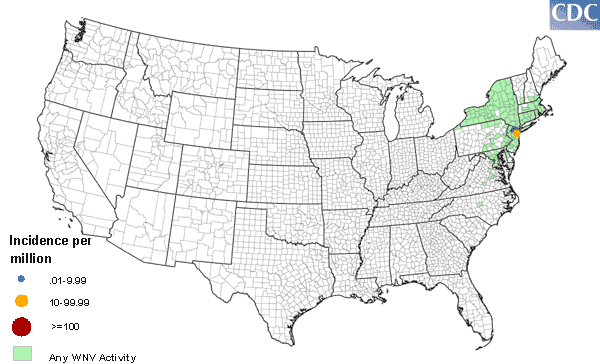 CDC
Incidence per
million
.01-9.99
10-99.99
>=100
Any WNV Activity